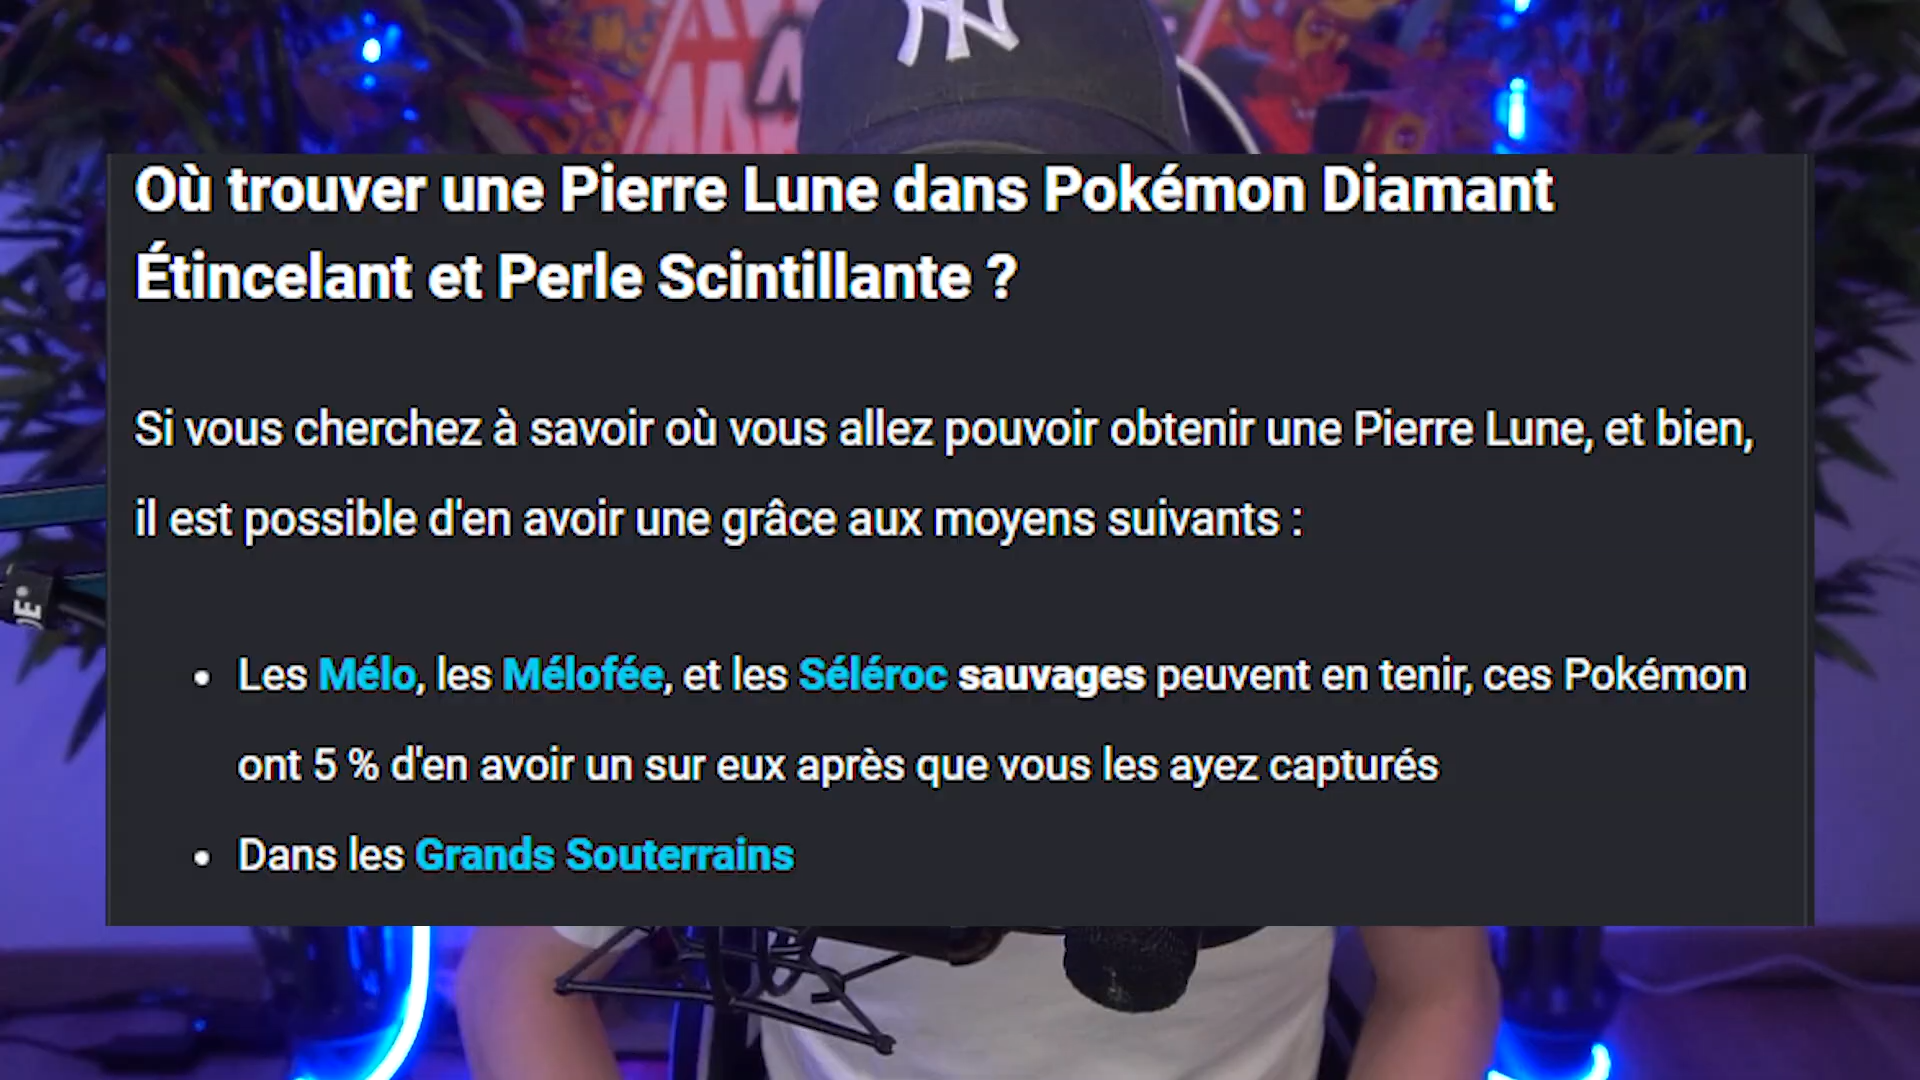 NY
Où trouver une Pierre Lune dans Pokémon Diamant
Étincelant et Perle Scintillante ?
Si vous cherchez à savoir où vous allez pouvoir obtenir une Pierre Lune, et bien,
il est possible d'en avoir une grâce aux moyens suivants :
• Les Mélo, les Mélofée, et les Séléroc sauvages peuvent en tenir, ces Pokémon
ont 5 % d'en avoir un sur eux après que vous les ayez capturés
• Dans les Grands Souterrains